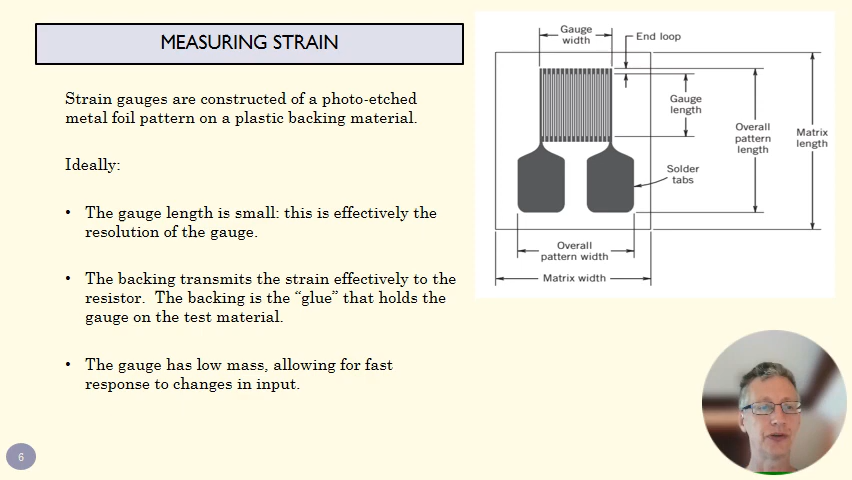 MEASURING STRAIN
Strain gauges are constructed of a photo-etched
metal foil pattern on a plastic backing material.
Ideally:
• The gauge length is small: this is effectively the
resolution of the gauge.
• The backing transmits the strain effectively to the
resistor. The backing is the “glue” that holds the
gauge on the test material.
• The gauge has low mass, allowing for fast
response to changes in input.
6
Gauge
width
End loop
Gauge
length
Overall
pattern
length
Matrix
length
Solder
tabs
Overall
pattern width
Matrix width